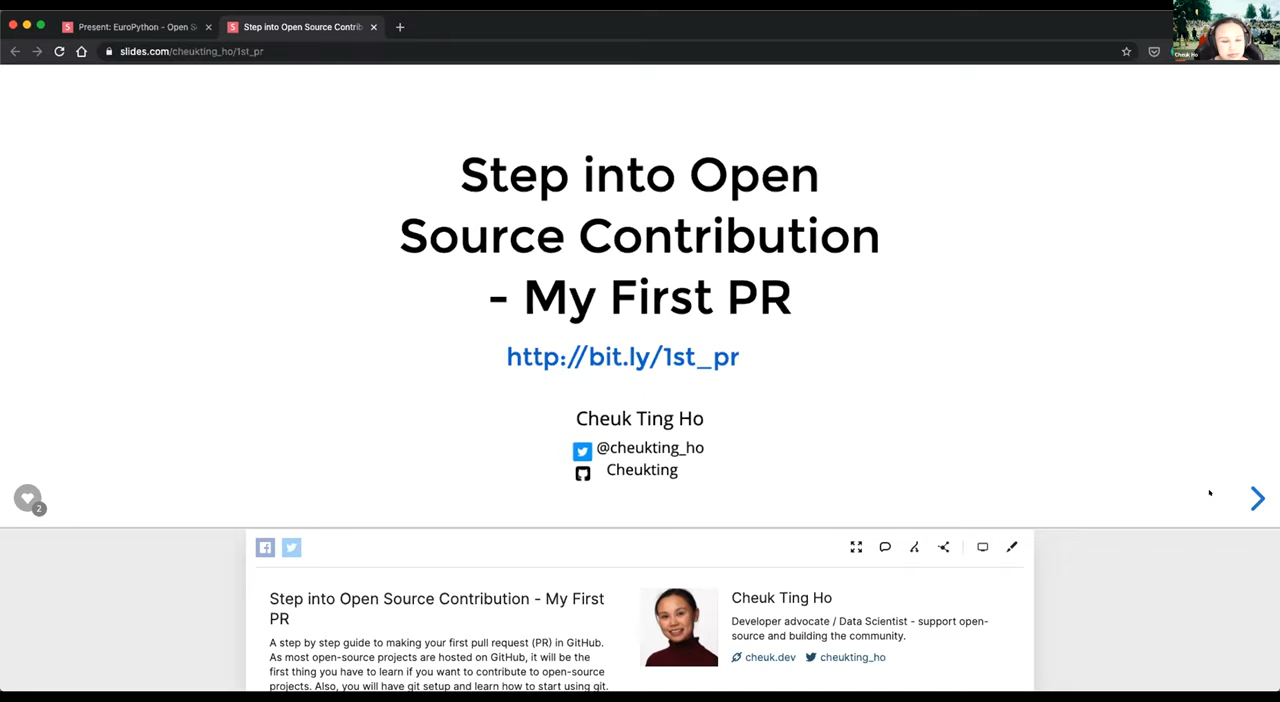 Present: EuroPython - Open S
Step into Open Source Contrib
slides.com/cheukting_ho/1st_pr
Cheuk Ho
Step into Open
Source Contribution
- My First PR
http://bit.ly/1st_pr
Cheuk Ting Ho
@cheukting_ho
Cheukting
2
Step into Open Source Contribution - My First
PR
A step by step guide to making your first pull request (PR) in GitHub.
As most open-source projects are hosted on GitHub, it will be the
first thing you have to learn if you want to contribute to open-source
projects. Also, you will have git setup and learn how to start using git.
Cheuk Ting Ho
Developer advocate / Data Scientist - support open-
source and building the community.
cheuk.dev cheukting_ho